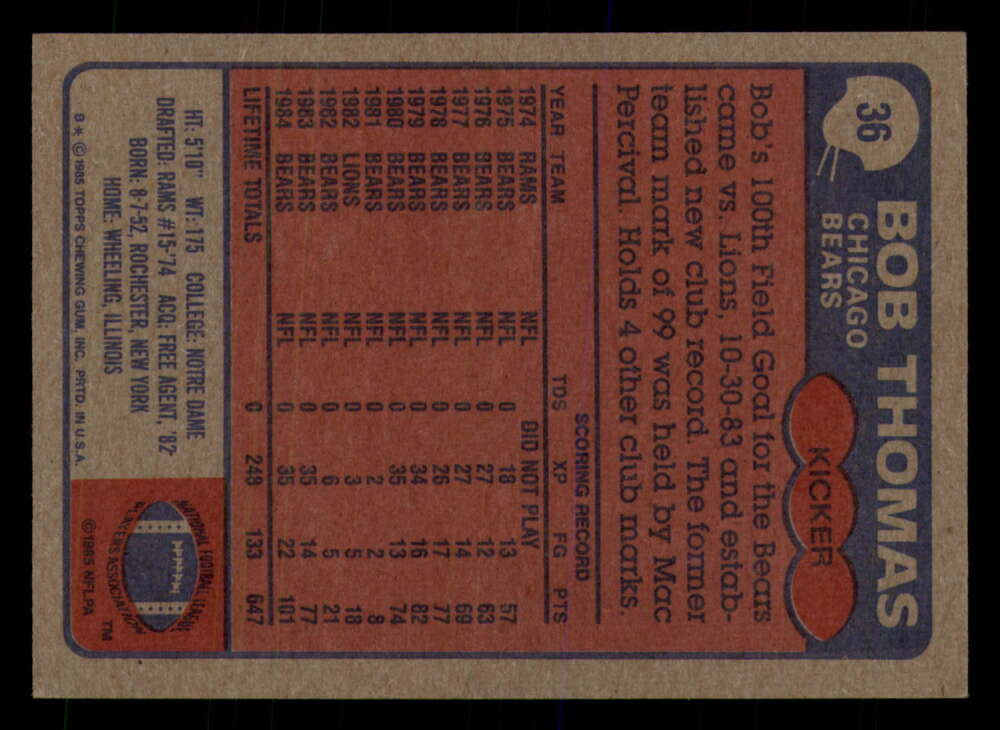 36
BOB THOMAS
CHICAGO
BEARS
KICKER
Bob's 100th Field Goal for the Bears
came vs. Lions, 10-30-83 and estab-
lished new club record. The former
team mark of 99 was held by Mac
Percival. Holds 4 other club marks.
SCORING RECORD
YEAR TEAM TDS XP FG PTS
1974 RAMS NFL DID NOT PLAY
1975 BEARS NFL 0 18 13 57
1976 BEARS NFL 0 27 12 63
1977 BEARS NFL 0 27 14 69
1978 BEARS NFL 0 26 17 77
1979 BEARS NFL 0 34 16 82
1980 BEARS NFL 0 35 13 74
1981 BEARS NFL 0 2 2 8
1982 LIONS NFL 0 3 5 18
1982 BEARS NFL 0 6 5 21
1983 BEARS NFL 0 35 14 77
1984 BEARS NFL 0 35 22 101
LIFETIME TOTALS 0 248 133 647
HT: 5'10" WT: 175 COLLEGE: NOTRE DAME
DRAFTED: RAMS #15-'74 ACQ: FREE AGENT, '82
BORN: 8-7-52, ROCHESTER, NEW YORK
HOME: WHEELING, ILLINOIS
B* © 1985 TOPPS CHEWING GUM, INC. PRTD. IN U.S.A.
NATIONAL FOOTBALL LEAGUE
PLAYERS ASSOCIATION
TM
©1985 NFLPA